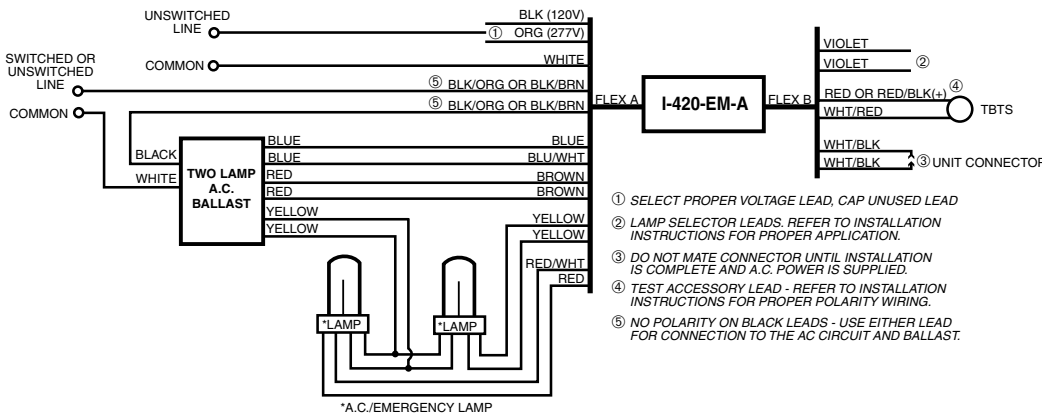 UNSWITCHED
LINE
BLK (120V)
① ORG (277V)
COMMON
WHITE
SWITCHED OR
UNSWITCHED
LINE
⑤ BLK/ORG OR BLK/BRN
COMMON
⑤ BLK/ORG OR BLK/BRN
BLACK
WHITE
TWO LAMP
A.C.
BALLAST
BLUE
BLUE
BLUE
BLU/WHT
RED
BROWN
RED
BROWN
YELLOW
YELLOW
YELLOW
YELLOW
RED/WHT
RED
*LAMP
*LAMP
*A.C./EMERGENCY LAMP
FLEX A
I-420-EM-A
FLEX B
VIOLET
VIOLET
②
RED OR RED/BLK(+)
④
WHT/RED
TBTS
WHT/BLK
WHT/BLK
③ UNIT CONNECTOR
① SELECT PROPER VOLTAGE LEAD, CAP UNUSED LEAD
② LAMP SELECTOR LEADS. REFER TO INSTALLATION
INSTRUCTIONS FOR PROPER APPLICATION.
③ DO NOT MATE CONNECTOR UNTIL INSTALLATION
IS COMPLETE AND A.C. POWER IS SUPPLIED.
④ TEST ACCESSORY LEAD - REFER TO INSTALLATION
INSTRUCTIONS FOR PROPER POLARITY WIRING.
⑤ NO POLARITY ON BLACK LEADS - USE EITHER LEAD
FOR CONNECTION TO THE AC CIRCUIT AND BALLAST.